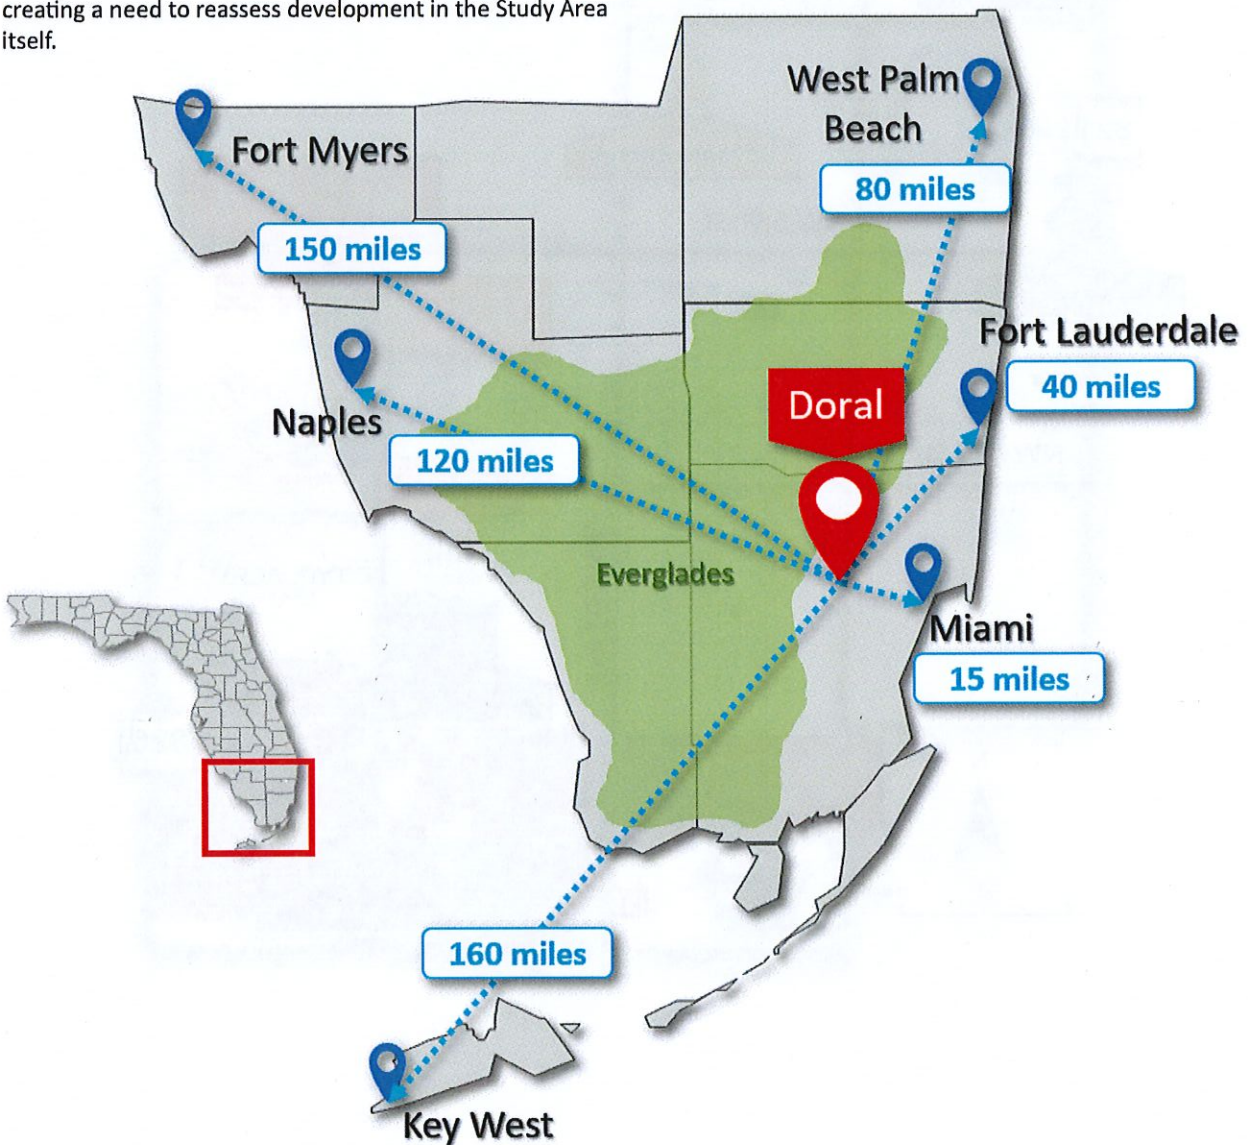 creating a need to reassess development in the Study Area
itself.
West Palm
Beach
Fort Myers
80 miles
150 miles
Fort Lauderdale
40 miles
Doral
Naples
120 miles
Everglades
Miami
15 miles
160 miles
Key West